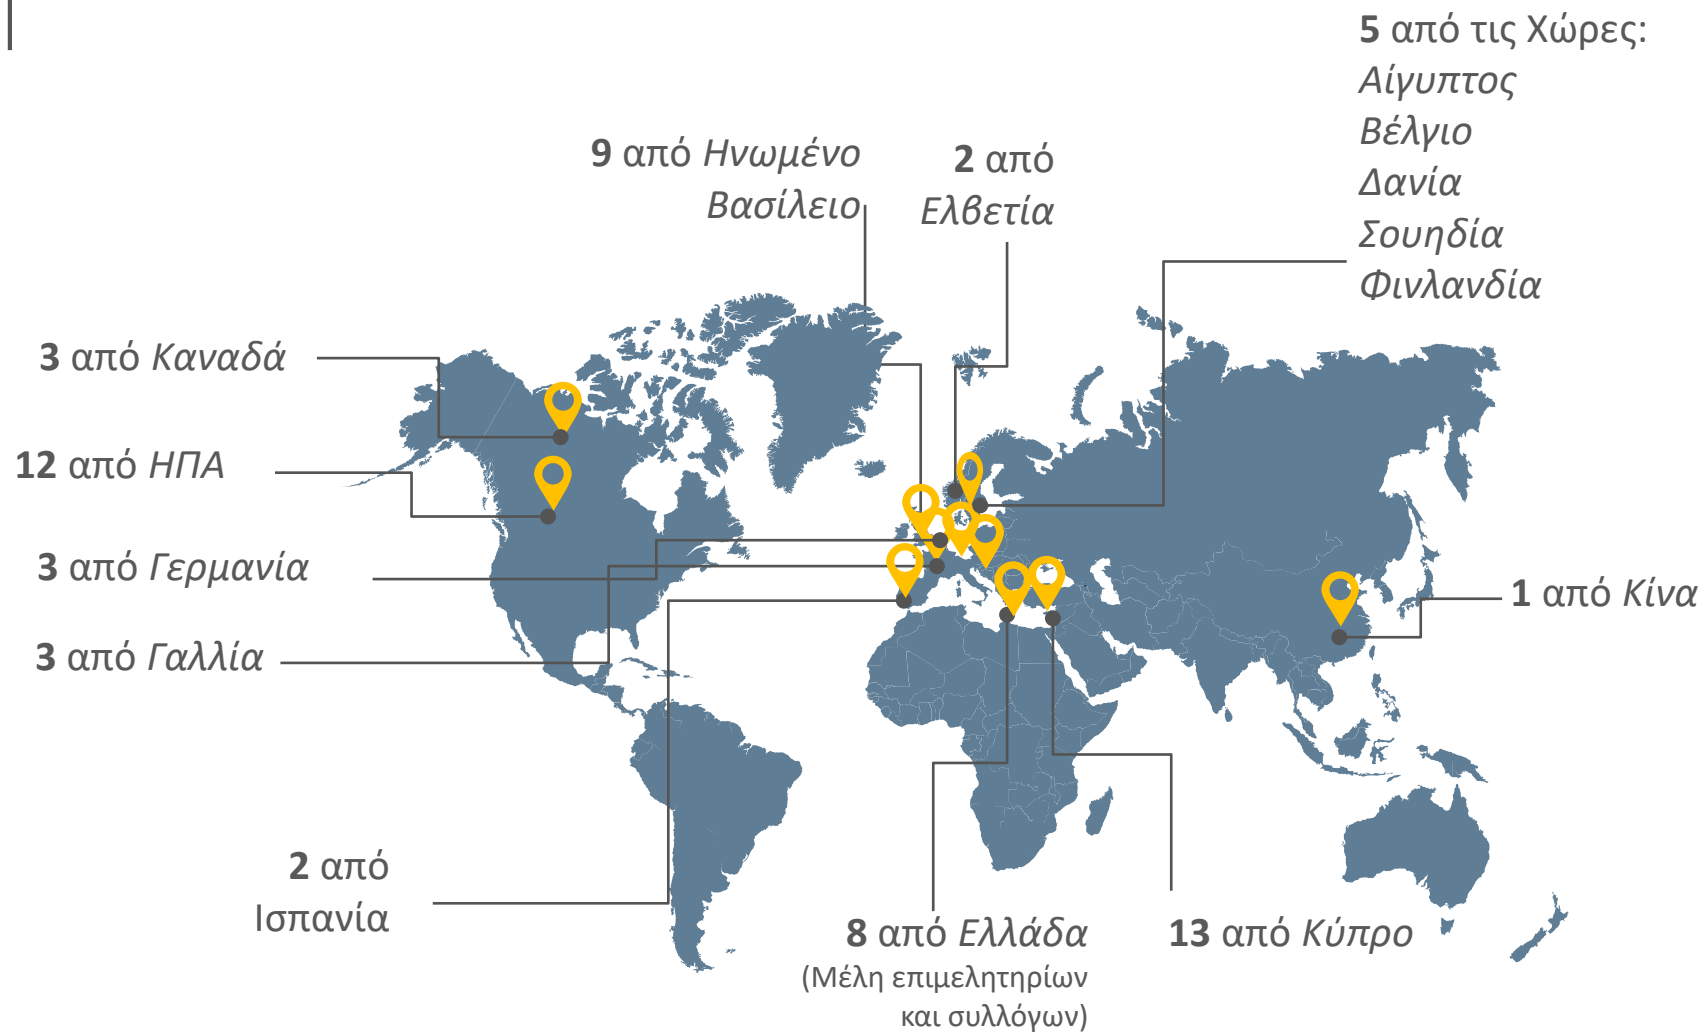 5 από τις Χώρες:
Αίγυπτος
Βέλγιο
Δανία
Σουηδία
Φινλανδία
9 από Ηνωμένο
Βασίλειο
2 από
Ελβετία
3 από Καναδά
12 από ΗΠΑ
3 από Γερμανία
3 από Γαλλία
1 από Κίνα
2 από
Ισπανία
8 από Ελλάδα
(Μέλη επιμελητηρίων
και συλλόγων)
13 από Κύπρο